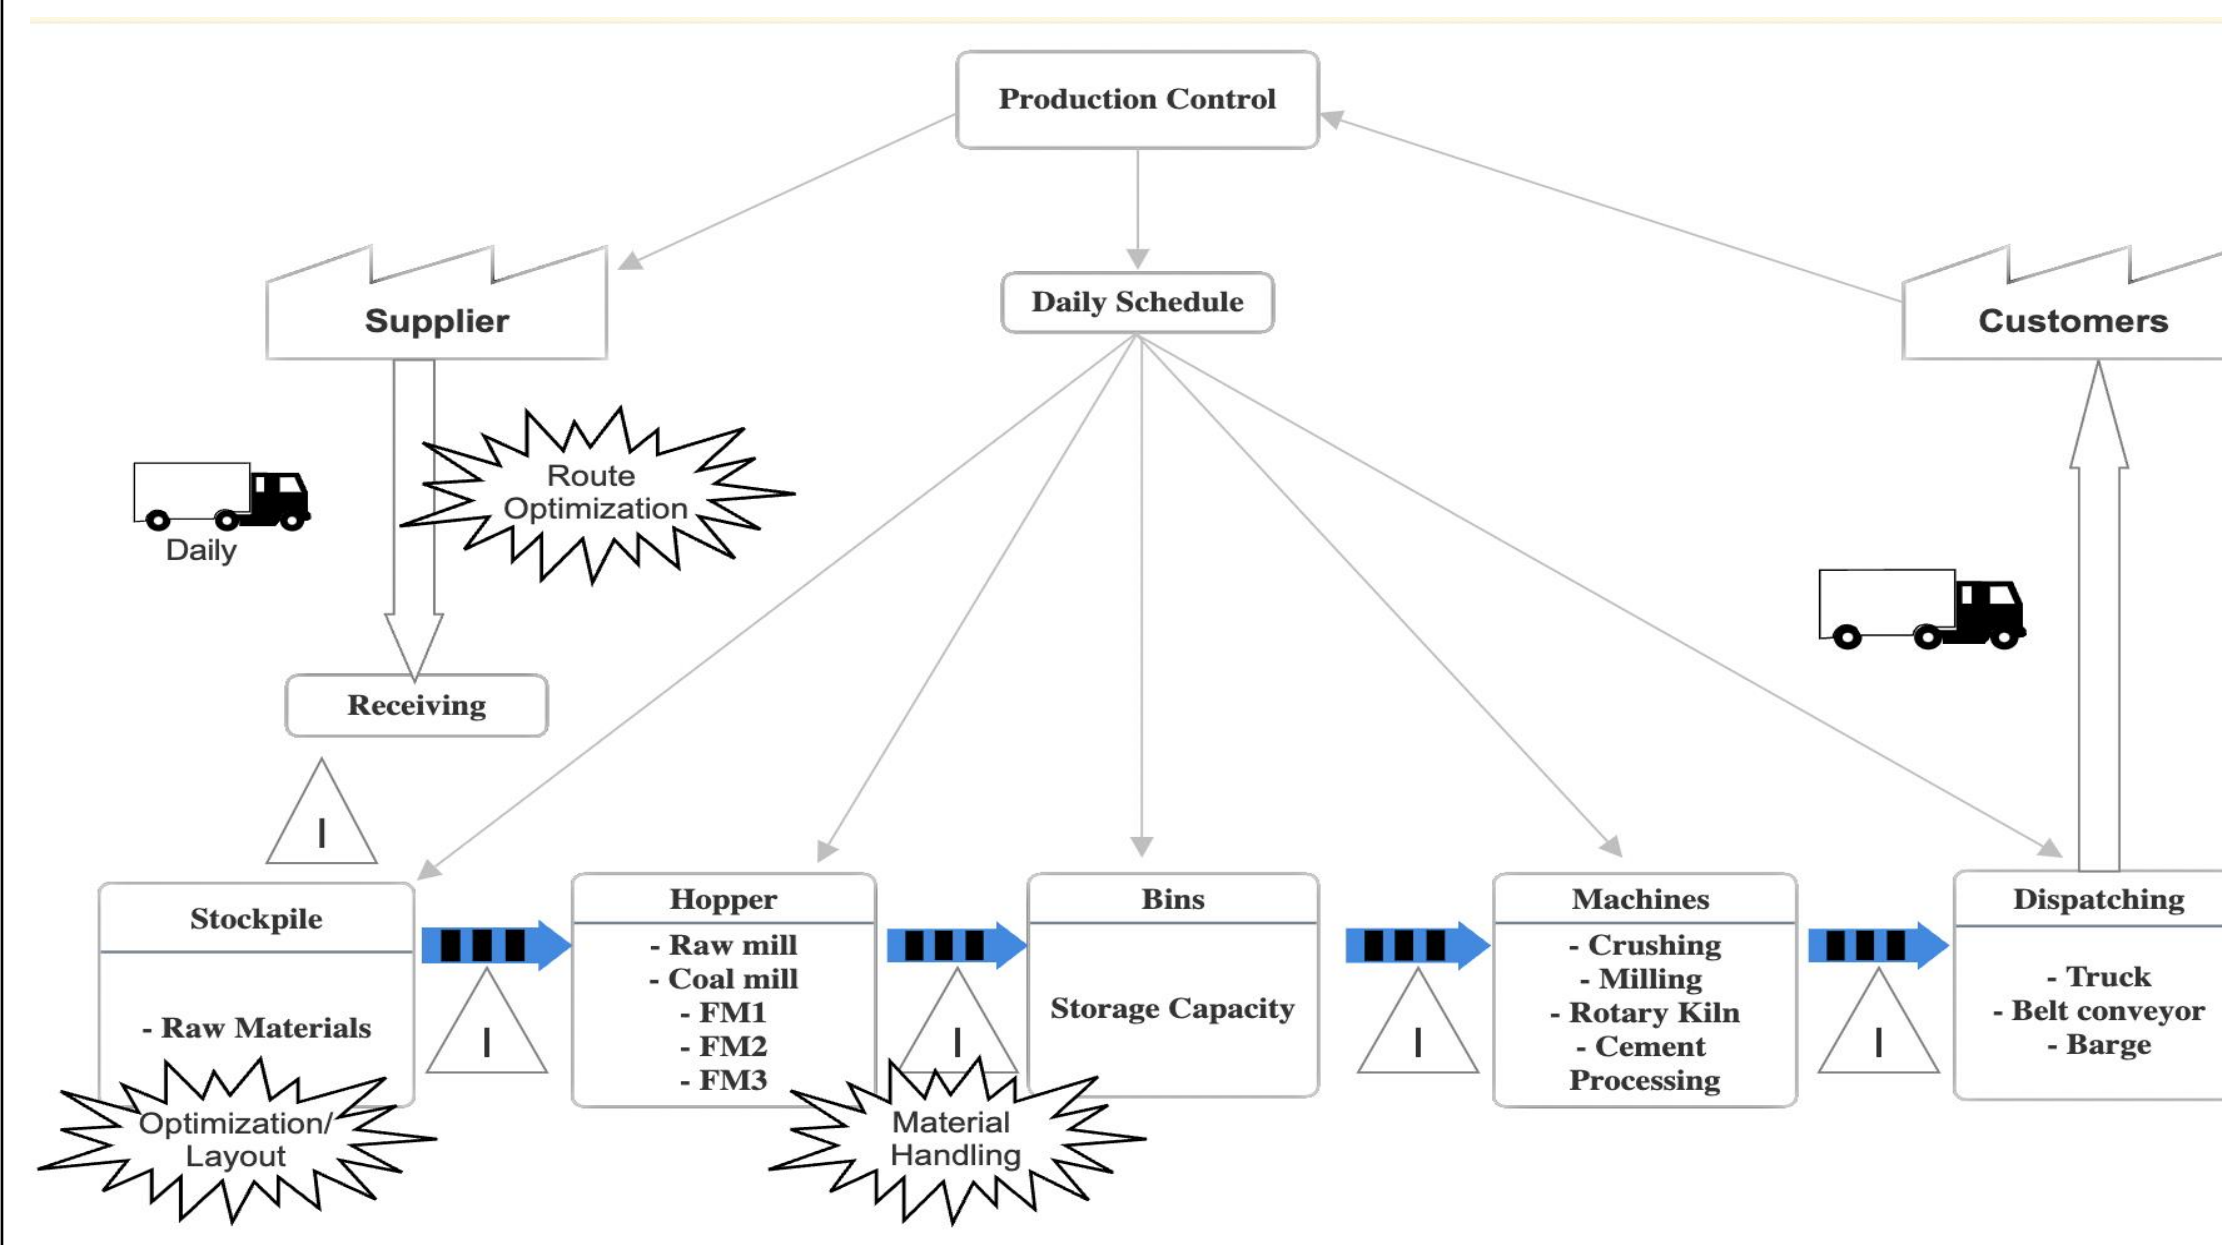 Production Control
Supplier
Daily Schedule
Customers
Route
Optimization
Daily
Receiving
I
Stockpile
- Raw Materials
Optimization/
Layout
I
Hopper
- Raw mill
- Coal mill
- FM1
- FM2
- FM3
I
Material
Handling
Bins
Storage Capacity
I
Machines
- Crushing
- Milling
- Rotary Kiln
- Cement
Processing
I
Dispatching
- Truck
- Belt conveyor
- Barge